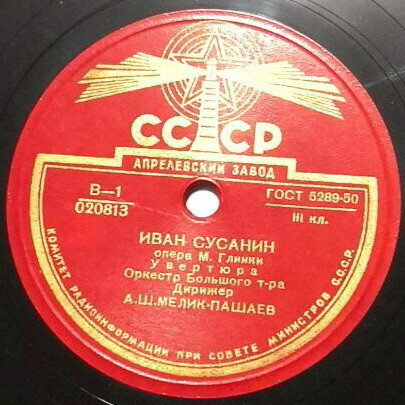 СССР
АПРЕЛЕВСКИЙ ЗАВОД
В—1
020813
ГОСТ 5289-50
III кл.
ИВАН СУСАНИН
опера М. Глинки
Увертюра
Оркестр Большого т-ра
Дирижер
А.Ш.МЕЛИК-ПАШАЕВ
КОМИТЕТ РАДИОИНФОРМАЦИИ ПРИ СОВЕТЕ МИНИСТРОВ С.С.С.Р.